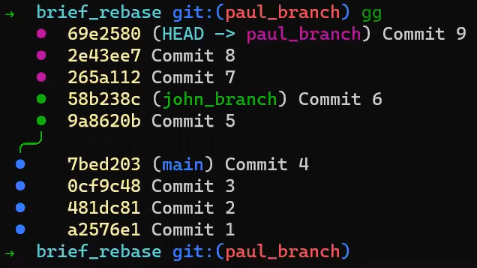 → brief_rebase git:(paul_branch) gg
● 69e2580 (HEAD -> paul_branch) Commit 9
● 2e43ee7 Commit 8
● 265a112 Commit 7
● 58b238c (john_branch) Commit 6
● 9a8620b Commit 5
● 7bed203 (main) Commit 4
● 0cf9c48 Commit 3
● 481dc81 Commit 2
● a2576e1 Commit 1
→ brief_rebase git:(paul_branch)